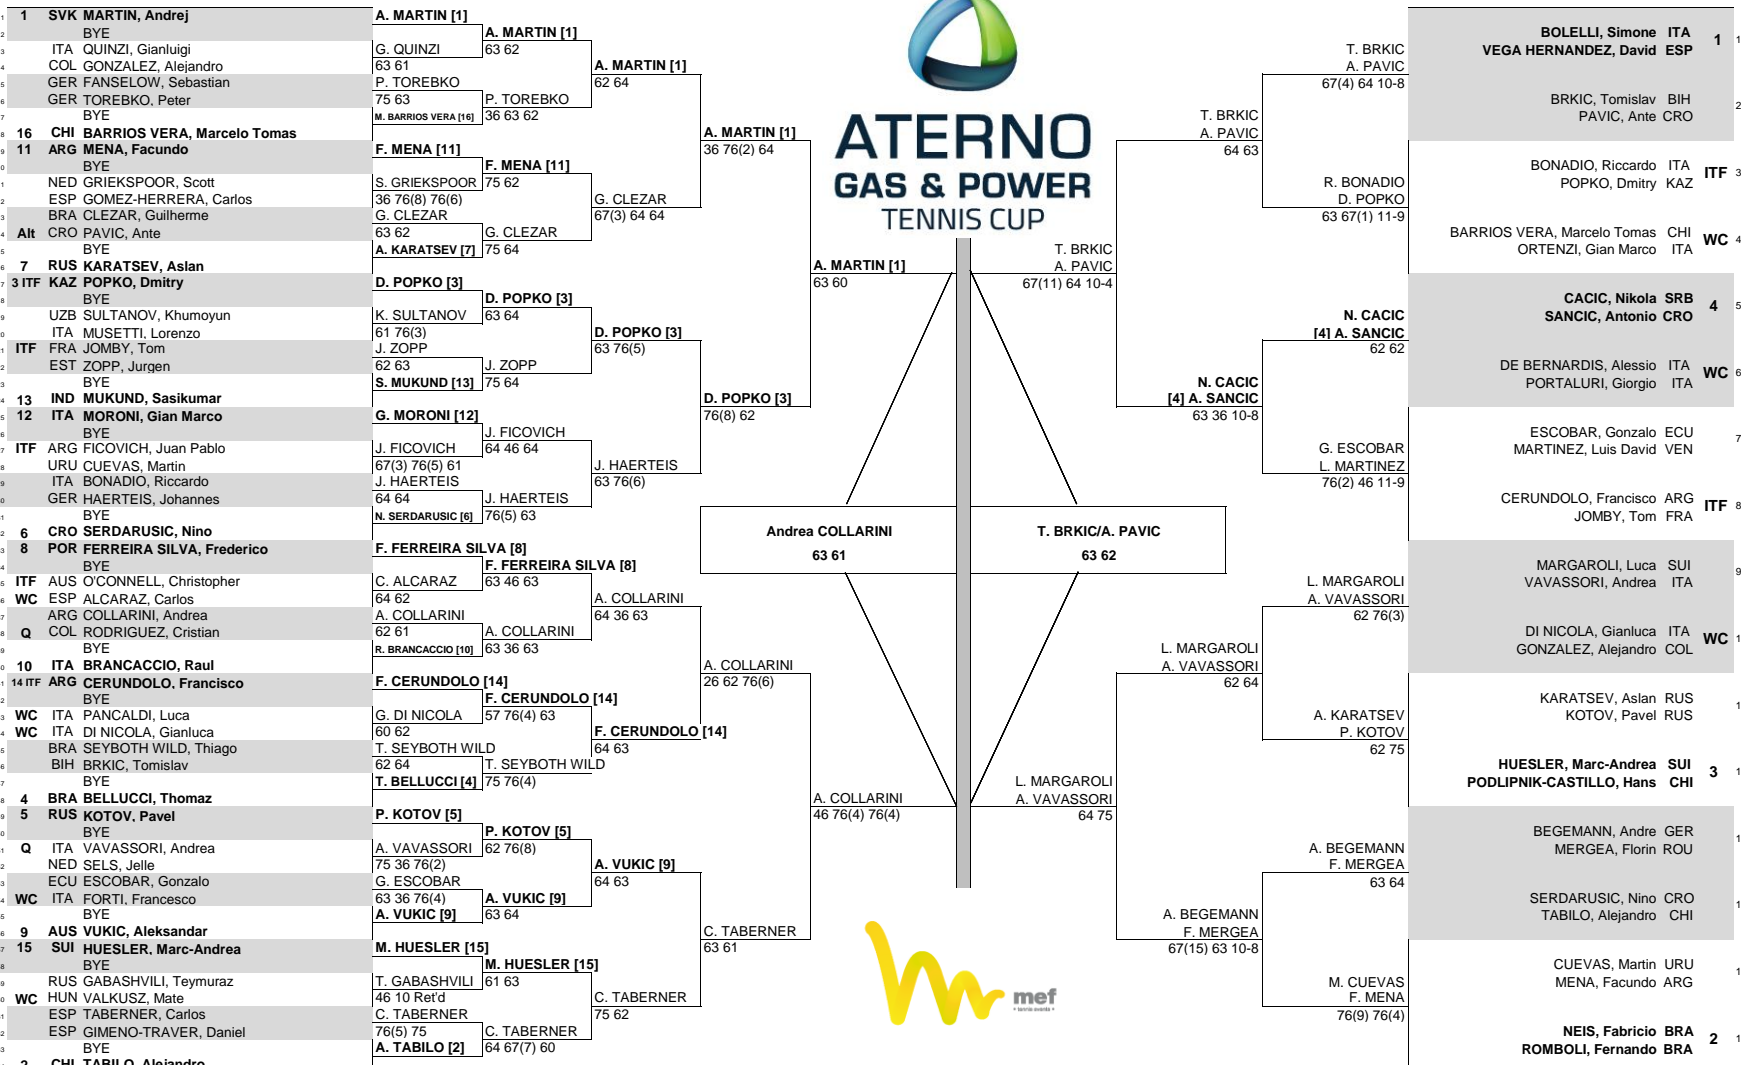 1 SVK MARTIN, Andrej
BYE
ITA QUINZI, Gianluigi
COL GONZALEZ, Alejandro
GER FANSELOW, Sebastian
GER TOREBKO, Peter
BYE
16 CHI BARRIOS VERA, Marcelo Tomas
11 ARG MENA, Facundo
BYE
NED GRIEKSPOOR, Scott
ESP GOMEZ-HERRERA, Carlos
BRA CLEZAR, Guilherme
Alt CRO PAVIC, Ante
BYE
7 RUS KARATSEV, Aslan
3 ITF KAZ POPKO, Dmitry
BYE
UZB SULTANOV, Khumoyun
ITA MUSETTI, Lorenzo
ITF FRA JOMBY, Tom
EST ZOPP, Jurgen
BYE
13 IND MUKUND, Sasikumar
12 ITA MORONI, Gian Marco
BYE
ITF ARG FICOVICH, Juan Pablo
URU CUEVAS, Martin
ITA BONADIO, Riccardo
GER HAERTEIS, Johannes
BYE
6 CRO SERDARUSIC, Nino
8 POR FERREIRA SILVA, Frederico
BYE
ITF AUS O'CONNELL, Christopher
WC ESP ALCARAZ, Carlos
ARG COLLARINI, Andrea
Q COL RODRIGUEZ, Cristian
BYE
10 ITA BRANCACCIO, Raul
14 ITF ARG CERUNDOLO, Francisco
BYE
WC ITA PANCALDI, Luca
WC ITA DI NICOLA, Gianluca
BRA SEYBOTH WILD, Thiago
BIH BRKIC, Tomislav
BYE
4 BRA BELLUCCI, Thomaz
5 RUS KOTOV, Pavel
BYE
Q ITA VAVASSORI, Andrea
NED SELS, Jelle
ECU ESCOBAR, Gonzalo
WC ITA FORTI, Francesco
BYE
9 AUS VUKIC, Aleksandar
15 SUI HUESLER, Marc-Andrea
BYE
RUS GABASHVILI, Teymuraz
WC HUN VALKUSZ, Mate
ESP TABERNER, Carlos
ESP GIMENO-TRAVER, Daniel
BYE
2 CHI TABILO, Alejandro
A. MARTIN [1]
G. QUINZI
63 61
P. TOREBKO
75 63
M. BARRIOS VERA [16]
F. MENA [11]
S. GRIEKSPOOR
36 76(8) 76(6)
G. CLEZAR
63 62
A. KARATSEV [7]
D. POPKO [3]
K. SULTANOV
61 76(3)
J. ZOPP
62 63
S. MUKUND [13]
G. MORONI [12]
J. FICOVICH
67(3) 76(5) 61
J. HAERTEIS
64 64
N. SERDARUSIC [6]
F. FERREIRA SILVA [8]
C. ALCARAZ
64 62
A. COLLARINI
62 61
R. BRANCACCIO [10]
F. CERUNDOLO [14]
G. DI NICOLA
60 62
T. SEYBOTH WILD
62 64
T. BELLUCCI [4]
P. KOTOV [5]
A. VAVASSORI
75 36 76(2)
G. ESCOBAR
63 36 76(4)
A. VUKIC [9]
M. HUESLER [15]
T. GABASHVILI
46 10 Ret'd
C. TABERNER
76(5) 75
A. TABILO [2]
A. MARTIN [1]
63 62
P. TOREBKO
36 63 62
F. MENA [11]
75 62
G. CLEZAR
75 64
D. POPKO [3]
63 64
J. ZOPP
75 64
J. FICOVICH
64 46 64
J. HAERTEIS
76(5) 63
F. FERREIRA SILVA [8]
63 46 63
A. COLLARINI
63 36 63
F. CERUNDOLO [14]
57 76(4) 63
T. SEYBOTH WILD
75 76(4)
P. KOTOV [5]
62 76(8)
A. VUKIC [9]
63 64
M. HUESLER [15]
61 63
C. TABERNER
64 67(7) 60
A. MARTIN [1]
62 64
G. CLEZAR
67(3) 64 64
D. POPKO [3]
63 76(5)
J. HAERTEIS
63 76(6)
A. COLLARINI
64 36 63
F. CERUNDOLO [14]
64 63
A. VUKIC [9]
64 63
C. TABERNER
75 62
A. MARTIN [1]
36 76(2) 64
D. POPKO [3]
76(8) 62
A. COLLARINI
26 62 76(6)
C. TABERNER
63 61
A. MARTIN [1]
63 60
A. COLLARINI
46 76(4) 76(4)
ATERNO
GAS & POWER
TENNIS CUP
Andrea COLLARINI
63 61
T. BRKIC/A. PAVIC
63 62
mef
T. BRKIC
A. PAVIC
67(11) 64 10-4
L. MARGAROLI
A. VAVASSORI
64 75
T. BRKIC
A. PAVIC
64 63
N. CACIC
[4] A. SANCIC
63 36 10-8
L. MARGAROLI
A. VAVASSORI
62 64
A. BEGEMANN
F. MERGEA
67(15) 63 10-8
T. BRKIC
A. PAVIC
67(4) 64 10-8
R. BONADIO
D. POPKO
63 67(1) 11-9
N. CACIC
[4] A. SANCIC
62 62
G. ESCOBAR
L. MARTINEZ
76(2) 46 11-9
L. MARGAROLI
A. VAVASSORI
62 76(3)
A. KARATSEV
P. KOTOV
62 75
A. BEGEMANN
F. MERGEA
63 64
M. CUEVAS
F. MENA
76(9) 76(4)
BOLELLI, Simone ITA
VEGA HERNANDEZ, David ESP
1 1
BRKIC, Tomislav BIH
PAVIC, Ante CRO
2
BONADIO, Riccardo ITA
POPKO, Dmitry KAZ
ITF 3
BARRIOS VERA, Marcelo Tomas CHI
ORTENZI, Gian Marco ITA
WC 4
CACIC, Nikola SRB
SANCIC, Antonio CRO
4 5
DE BERNARDIS, Alessio ITA
PORTALURI, Giorgio ITA
WC 6
ESCOBAR, Gonzalo ECU
MARTINEZ, Luis David VEN
7
CERUNDOLO, Francisco ARG
JOMBY, Tom FRA
ITF 8
MARGAROLI, Luca SUI
VAVASSORI, Andrea ITA
9
DI NICOLA, Gianluca ITA
GONZALEZ, Alejandro COL
WC 1
KARATSEV, Aslan RUS
KOTOV, Pavel RUS
1
HUESLER, Marc-Andrea SUI
PODLIPNIK-CASTILLO, Hans CHI
3 1
BEGEMANN, Andre GER
MERGEA, Florin ROU
1
SERDARUSIC, Nino CRO
TABILO, Alejandro CHI
1
CUEVAS, Martin URU
MENA, Facundo ARG
1
NEIS, Fabricio BRA
ROMBOLI, Fernando BRA
2 1